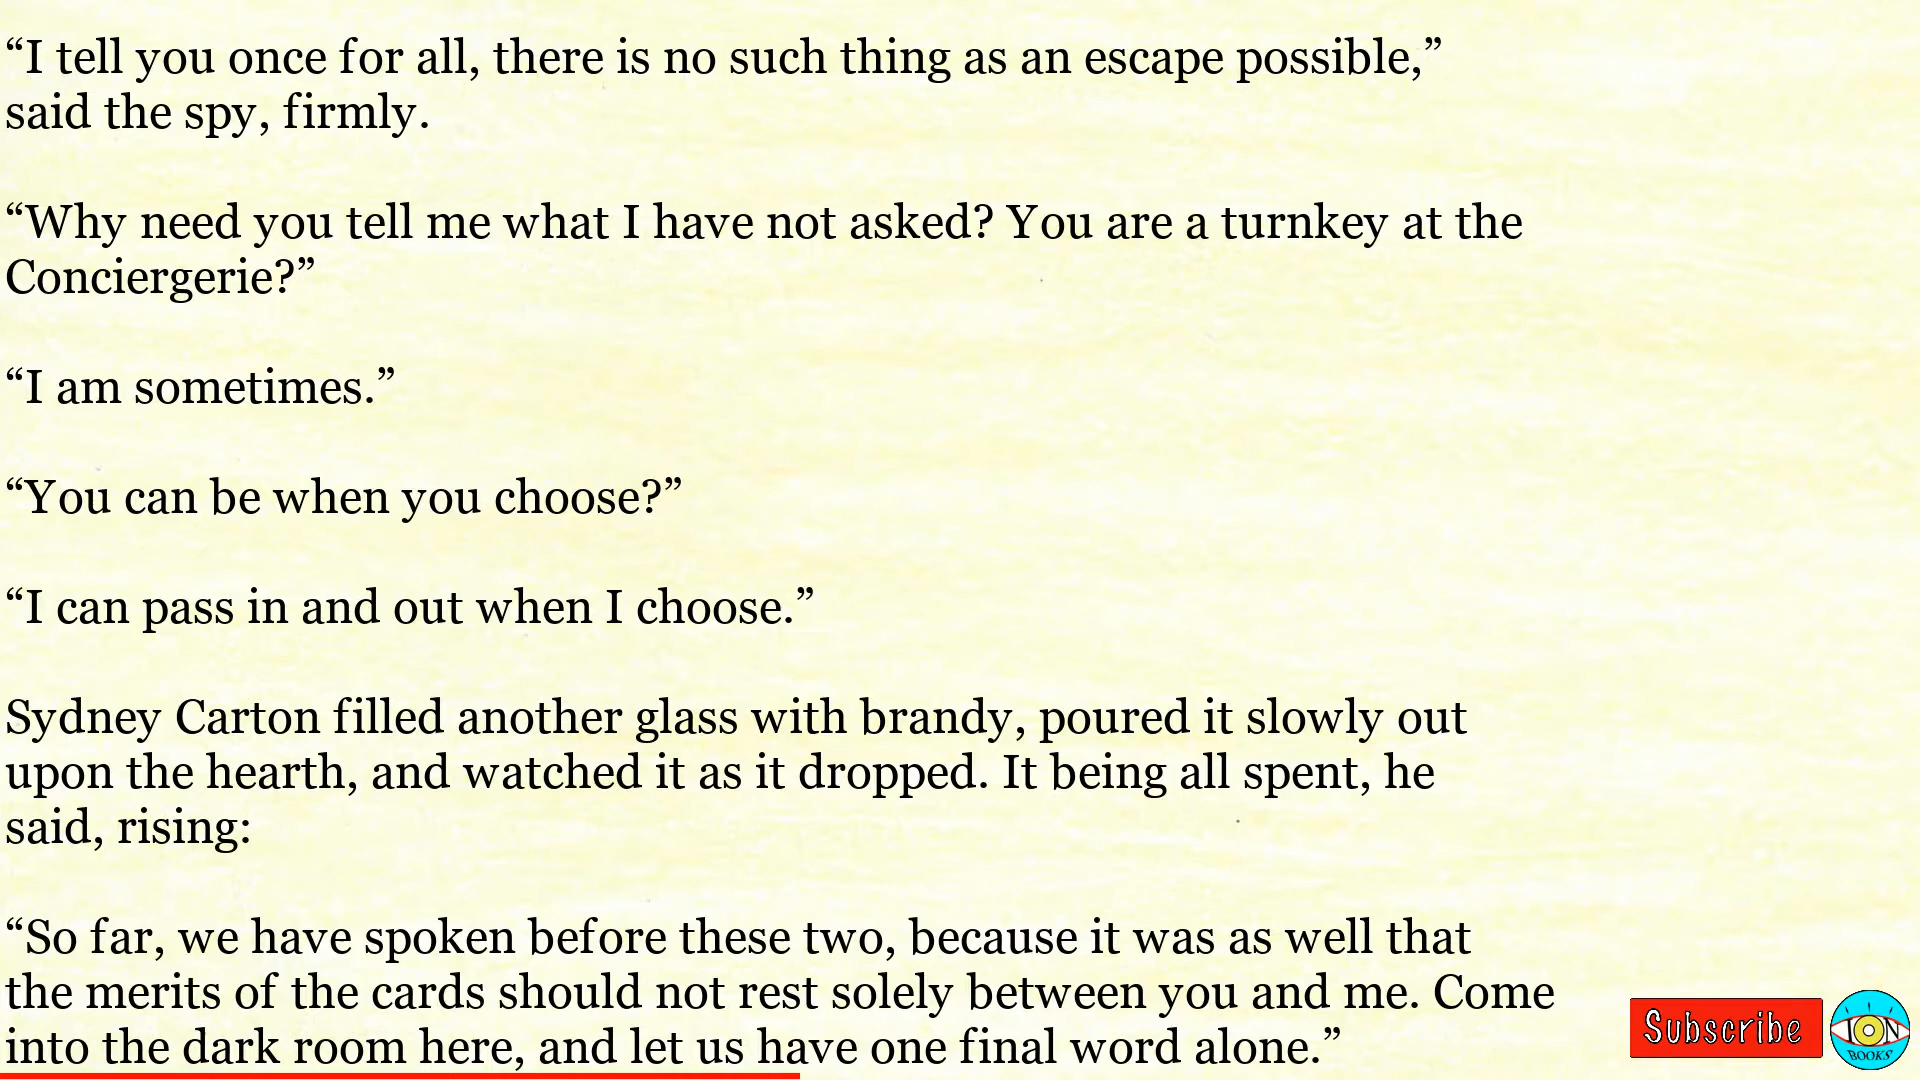 “I tell you once for all, there is no such thing as an escape possible,”
said the spy, firmly.
“Why need you tell me what I have not asked? You are a turnkey at the
Conciergerie?”
“I am sometimes.”
“You can be when you choose?”
“I can pass in and out when I choose.”
Sydney Carton filled another glass with brandy, poured it slowly out
upon the hearth, and watched it as it dropped. It being all spent, he
said, rising:
“So far, we have spoken before these two, because it was as well that
the merits of the cards should not rest solely between you and me. Come
into the dark room here, and let us have one final word alone.”
Subscribe
ION
BOOKS